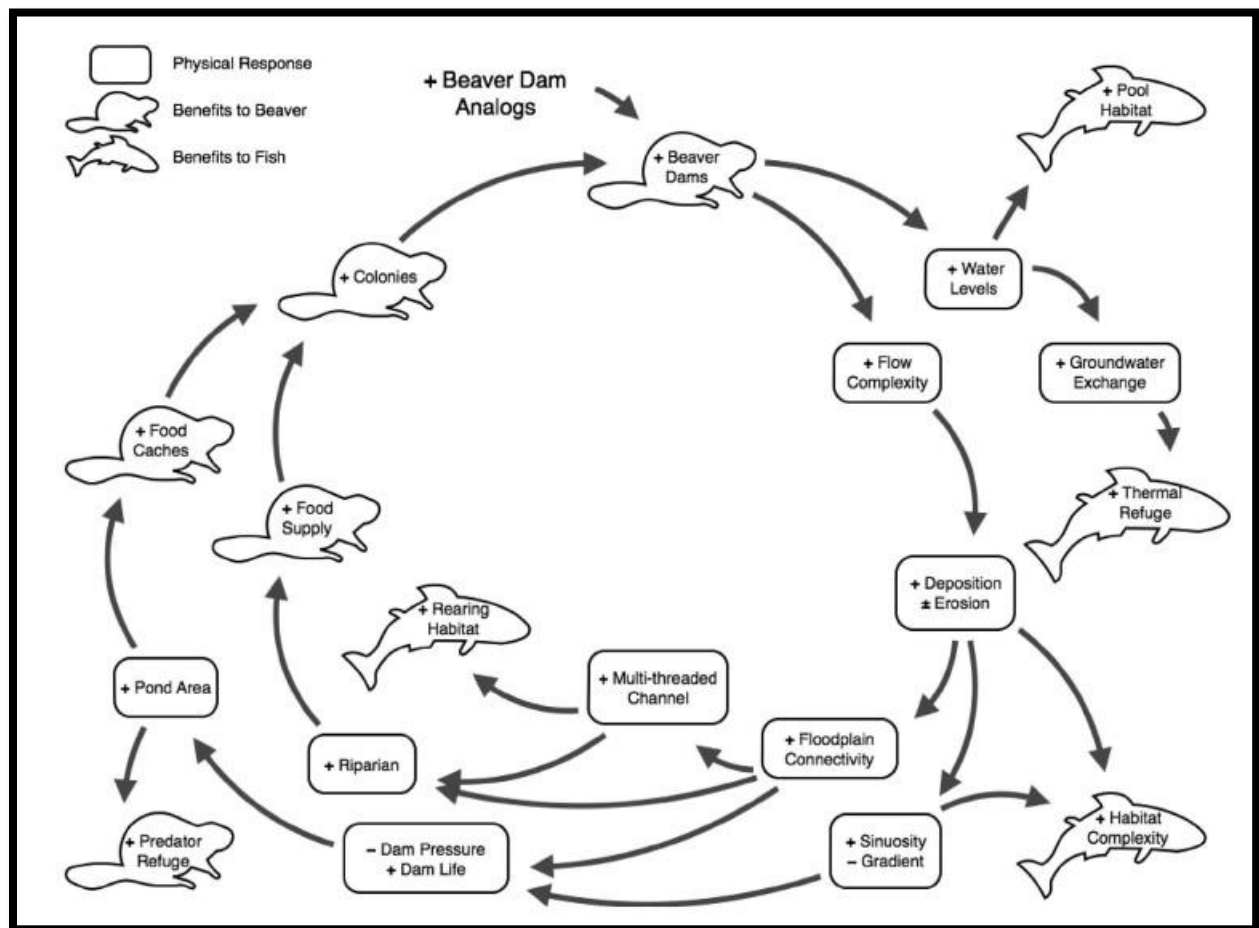 Physical Response
Benefits to Beaver
Benefits to Fish
+ Beaver Dam
Analogs
+ Beaver
Dams
+ Pool
Habitat
+ Colonies
+ Water
Levels
+ Flow
Complexity
+ Groundwater
Exchange
+ Food
Caches
+ Food
Supply
+ Thermal
Refuge
+ Deposition
± Erosion
+ Rearing
Habitat
+ Pond Area
+ Multi-threaded
Channel
+ Riparian
+ Floodplain
Connectivity
+ Predator
Refuge
− Dam Pressure
+ Dam Life
+ Sinuosity
− Gradient
+ Habitat
Complexity